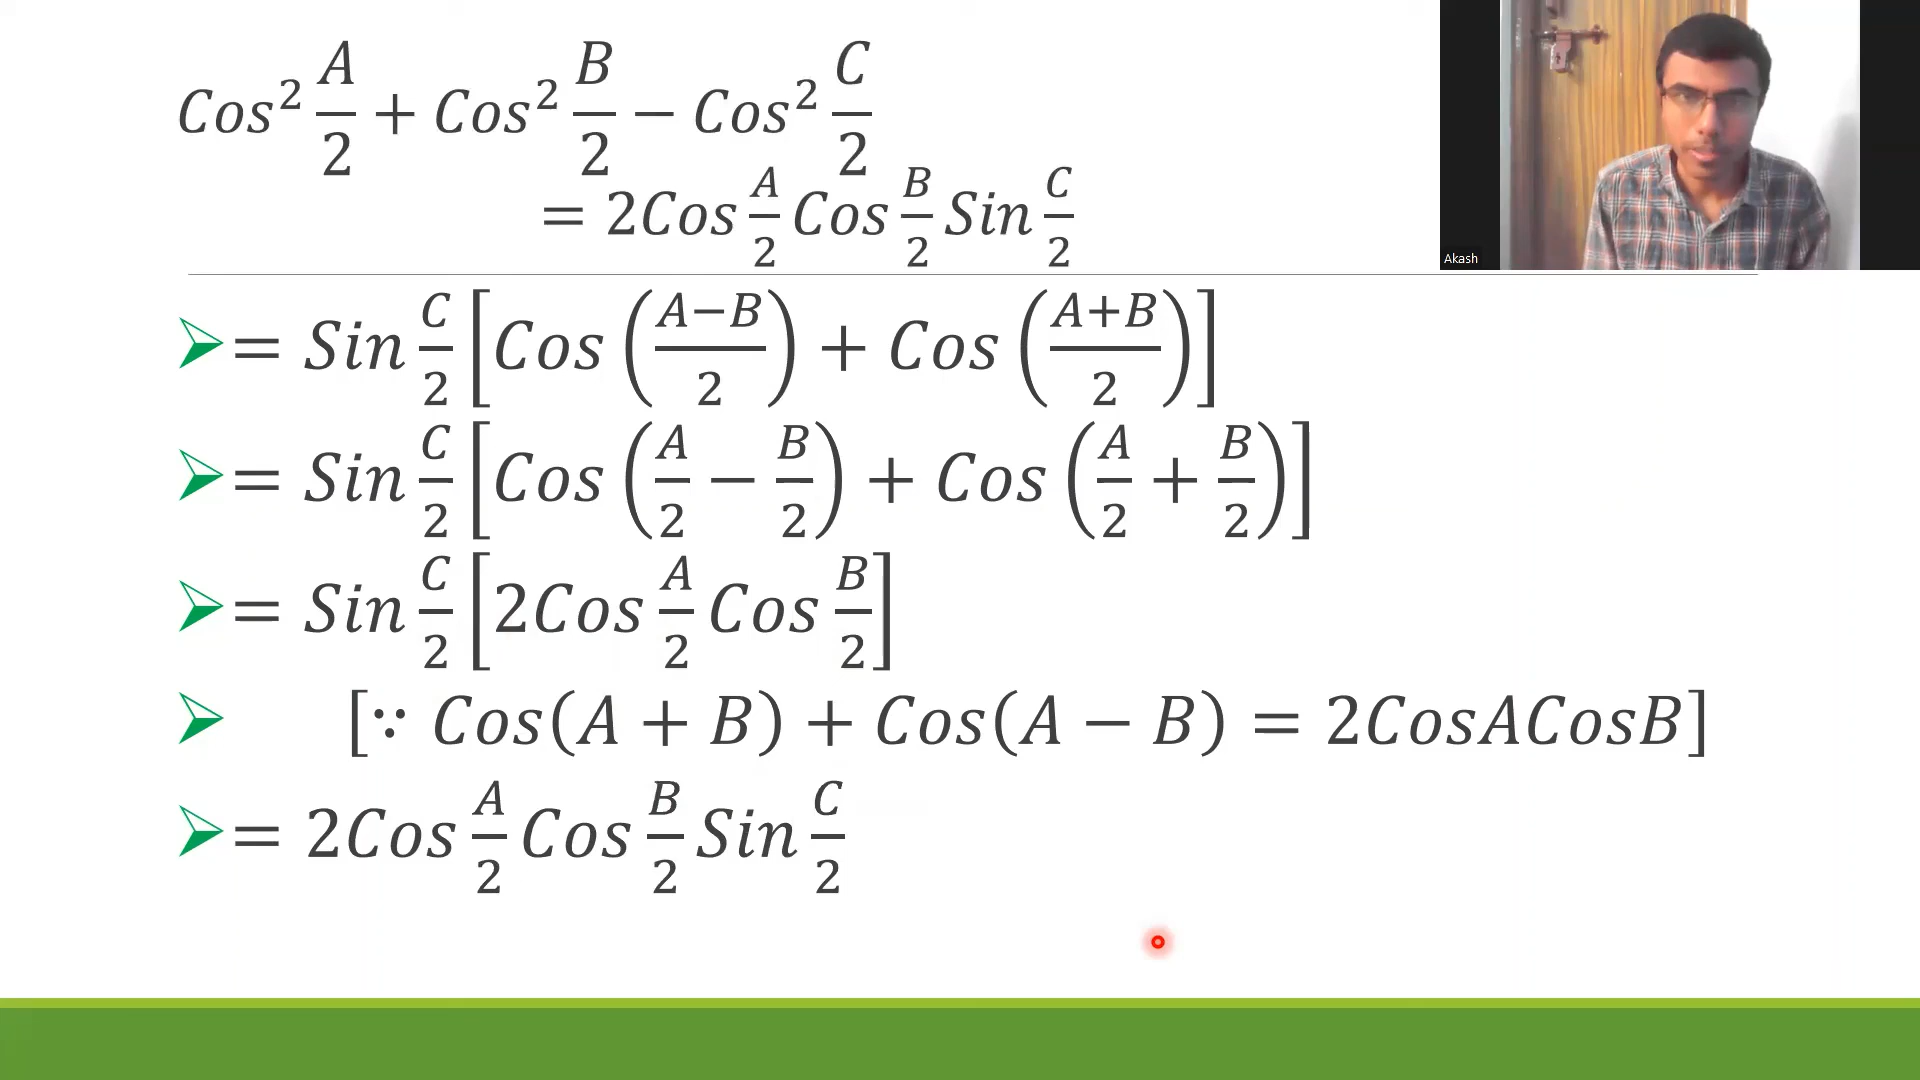 Cos² A/2 + Cos² B/2 − Cos² C/2
= 2Cos A/2 Cos B/2 Sin C/2
Akash
= Sin C/2 [Cos((A−B)/2) + Cos((A+B)/2)]
= Sin C/2 [Cos(A/2 − B/2) + Cos(A/2 + B/2)]
= Sin C/2 [2Cos A/2 Cos B/2]
[∵ Cos(A + B) + Cos(A − B) = 2CosACosB]
= 2Cos A/2 Cos B/2 Sin C/2